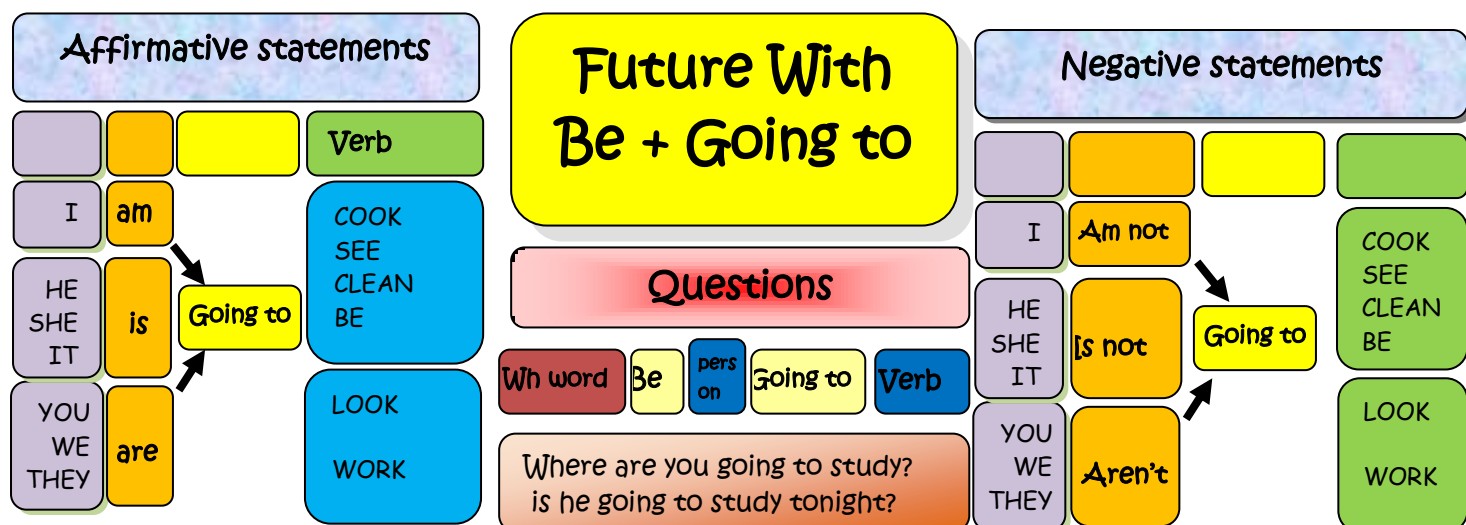 Affirmative statements
Verb
I
am
HE
SHE
IT
is
YOU
WE
THEY
are
Going to
COOK
SEE
CLEAN
BE
LOOK
WORK
Future With
Be + Going to
Questions
Wh word
Be
pers
on
Going to
Verb
Where are you going to study?
is he going to study tonight?
Negative statements
I
Am not
HE
SHE
IT
Is not
YOU
WE
THEY
Aren't
Going to
COOK
SEE
CLEAN
BE
LOOK
WORK